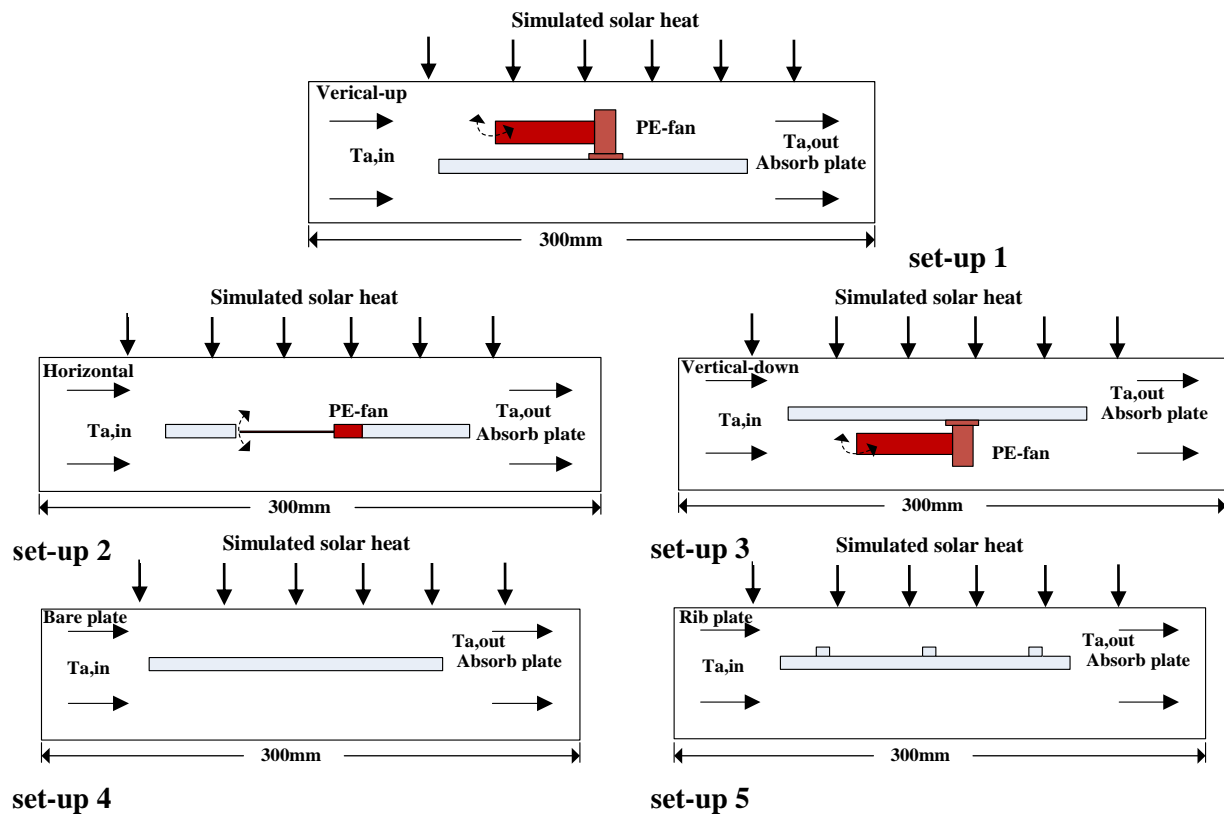 Simulated solar heat
Verical-up
PE-fan
Ta,in
Ta,out
Absorb plate
300mm
set-up 1
Simulated solar heat
Horizontal
PE-fan
Ta,in
Ta,out
Absorb plate
300mm
set-up 2
Simulated solar heat
Vertical-down
Ta,in
Ta,out
Absorb plate
PE-fan
300mm
set-up 3
Simulated solar heat
Bare plate
Ta,in
Ta,out
Absorb plate
300mm
set-up 4
Simulated solar heat
Rib plate
Ta,in
Ta,out
Absorb plate
300mm
set-up 5